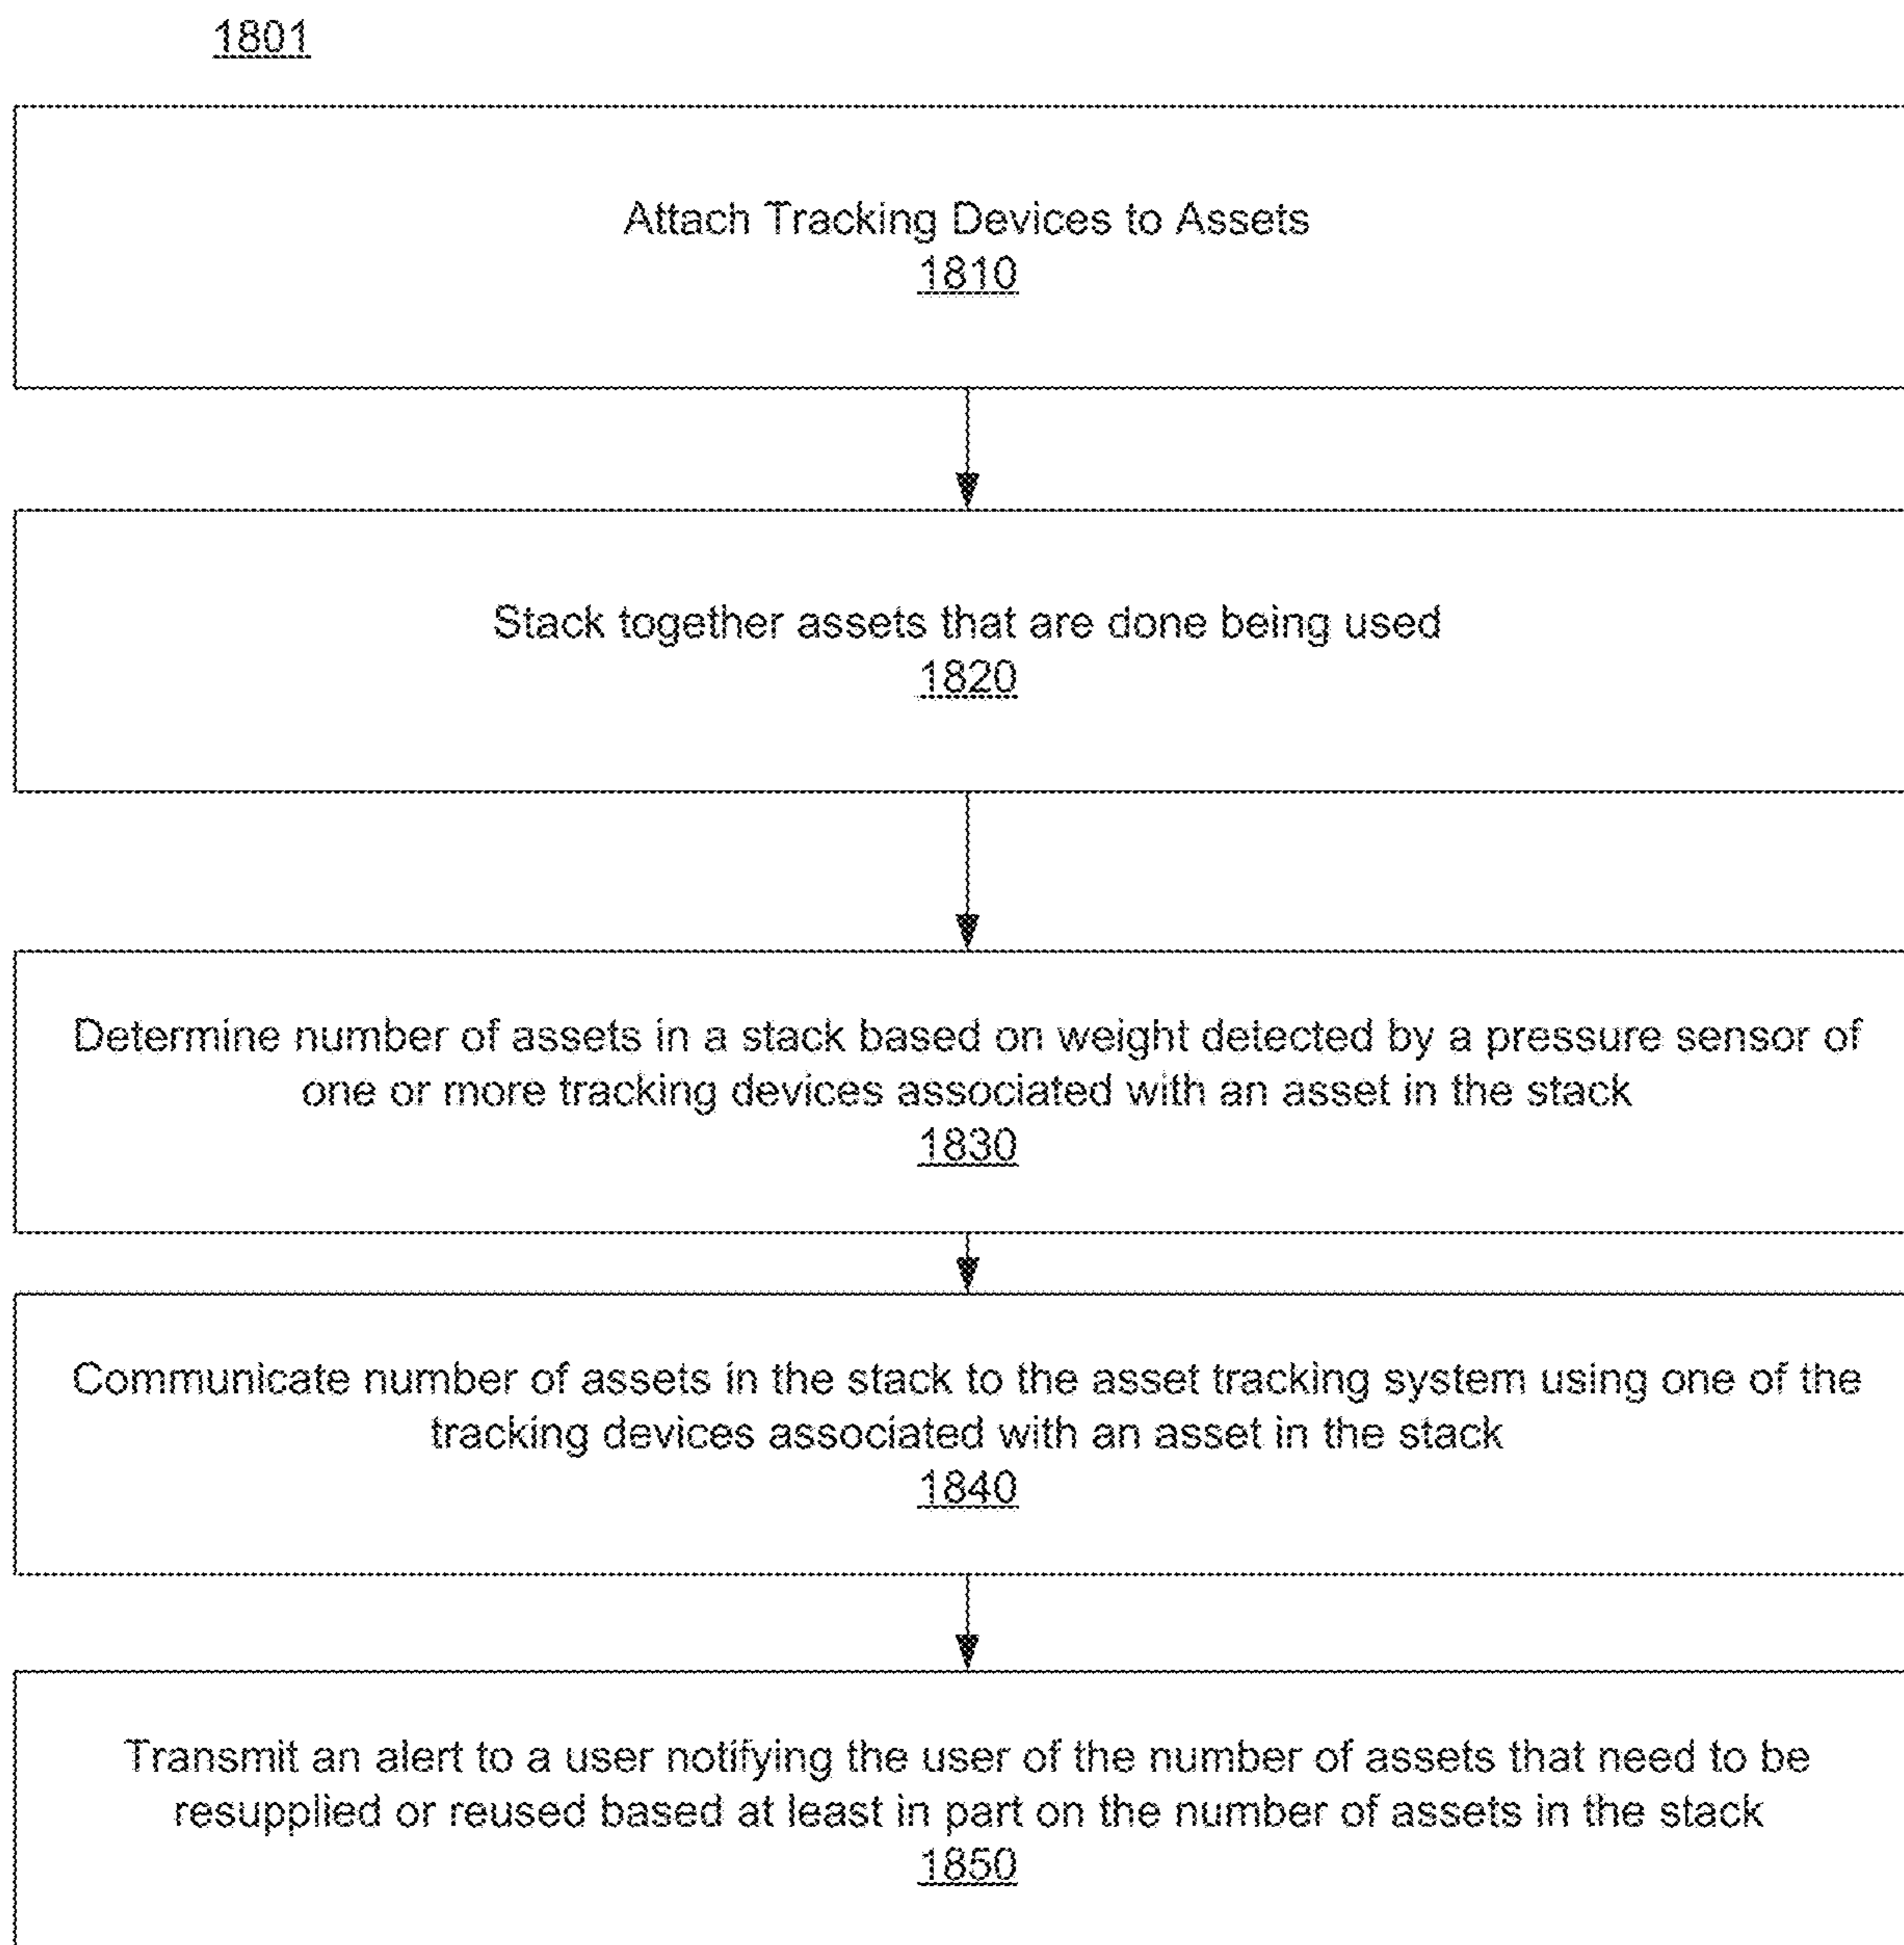 1801
Attach Tracking Devices to Assets
1810
Stack together assets that are done being used
1820
Determine number of assets in a stack based on weight detected by a pressure sensor of
one or more tracking devices associated with an asset in the stack
1830
Communicate number of assets in the stack to the asset tracking system using one of the
tracking devices associated with an asset in the stack
1840
Transmit an alert to a user notifying the user of the number of assets that need to be
resupplied or reused based at least in part on the number of assets in the stack
1850